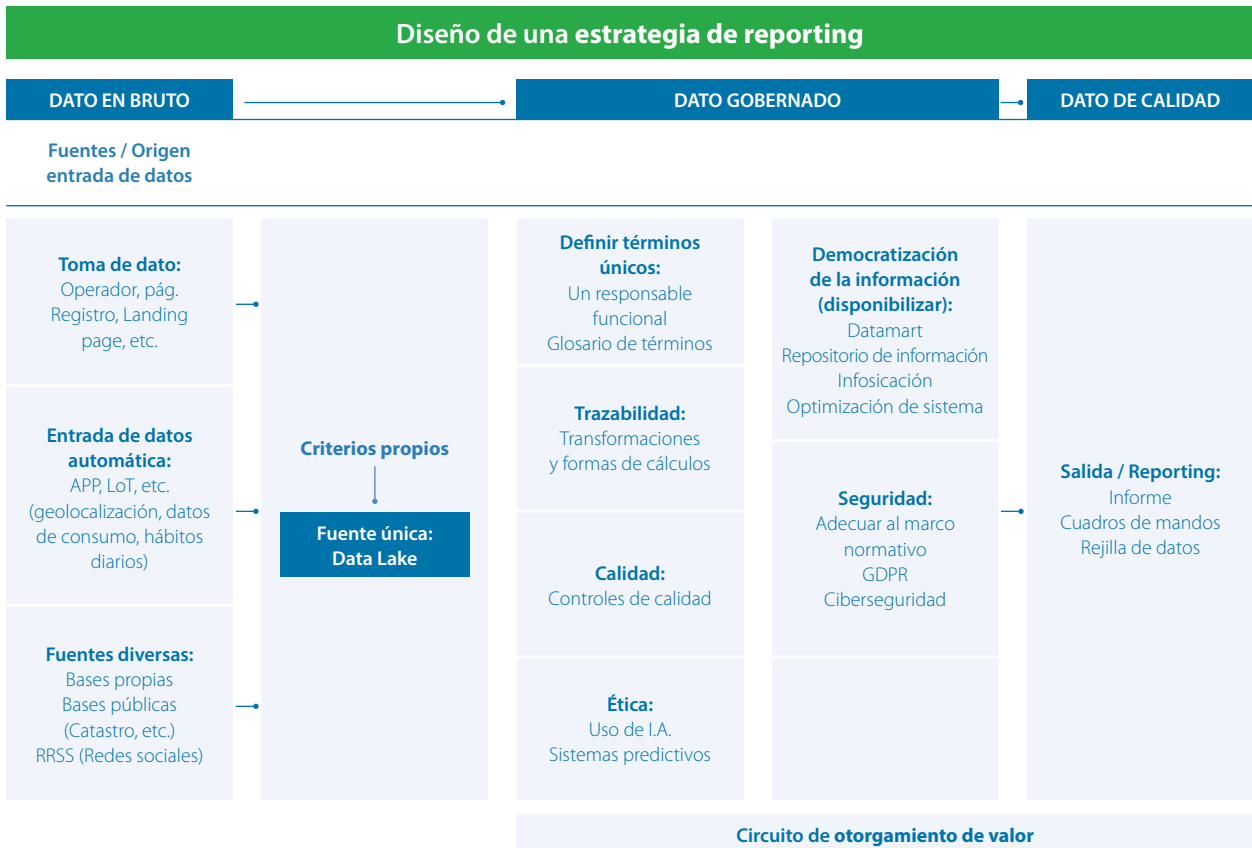 Diseño de una estrategia de reporting
DATO EN BRUTO
DATO GOBERNADO
DATO DE CALIDAD
Fuentes / Origen
entrada de datos
Toma de dato:
Operador, pág.
Registro, Landing
page, etc.
Entrada de datos
automática:
APP, LoT, etc.
(geolocalización, datos
de consumo, hábitos
diarios)
Fuentes diversas:
Bases propias
Bases públicas
(Catastro, etc.)
RRSS (Redes sociales)
Criterios propios
Fuente única:
Data Lake
Definir términos
únicos:
Un responsable
funcional
Glosario de términos
Trazabilidad:
Transformaciones
y formas de cálculos
Calidad:
Controles de calidad
Ética:
Uso de I.A.
Sistemas predictivos
Democratización
de la información
(disponibilizar):
Datamart
Repositorio de información
Infosicación
Optimización de sistema
Seguridad:
Adecuar al marco
normativo
GDPR
Ciberseguridad
Salida / Reporting:
Informe
Cuadros de mandos
Rejilla de datos
Circuito de otorgamiento de valor